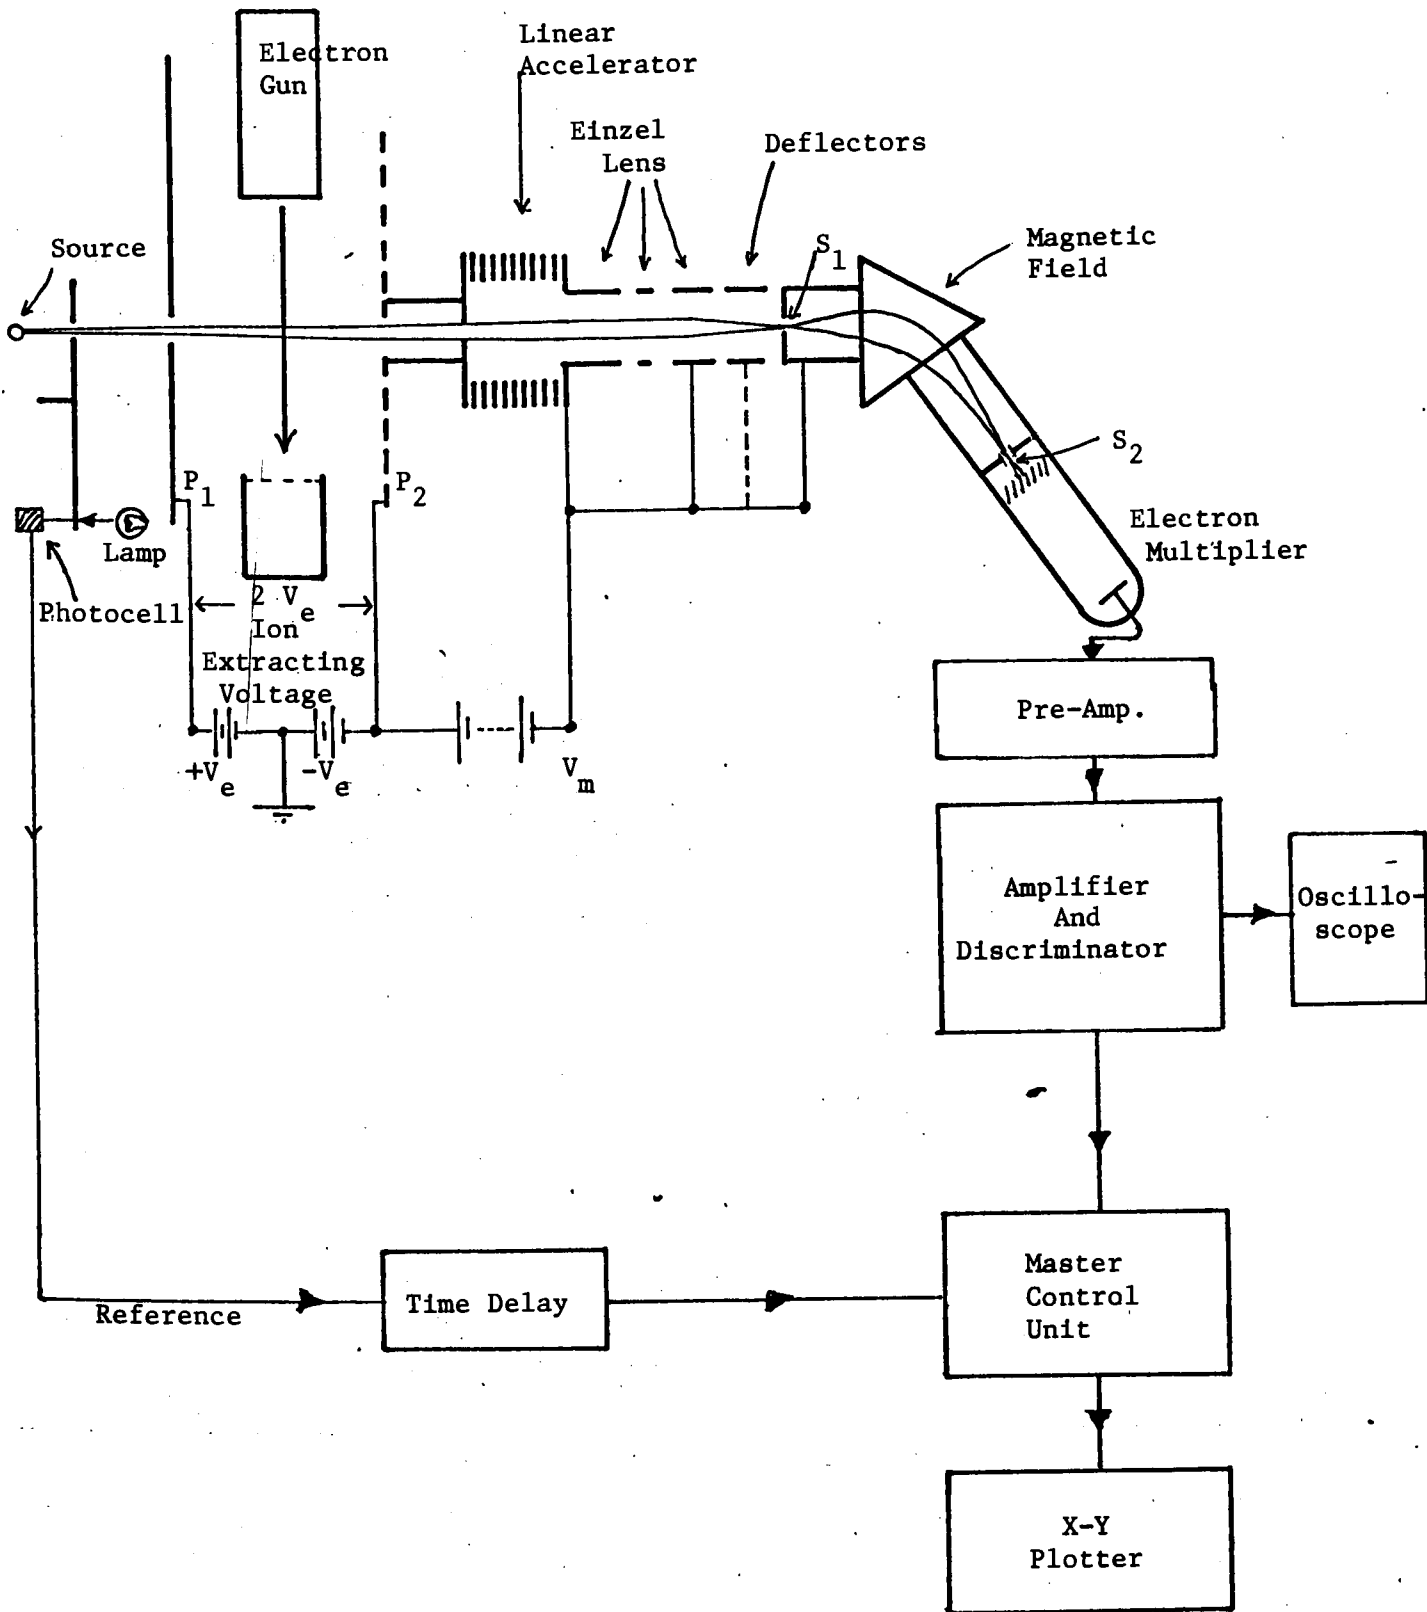 Electron
Gun
Linear
Accelerator
Einzel
Lens
Deflectors
Source
S1
Magnetic
Field
P1
P2
S2
Lamp
Photocell
Electron
Multiplier
2 Ve
Ion
Extracting
Voltage
+Ve
-Ve
Vm
Pre-Amp.
Amplifier
And
Discriminator
Oscillo-
scope
Master
Control
Unit
Reference
Time Delay
X-Y
Plotter